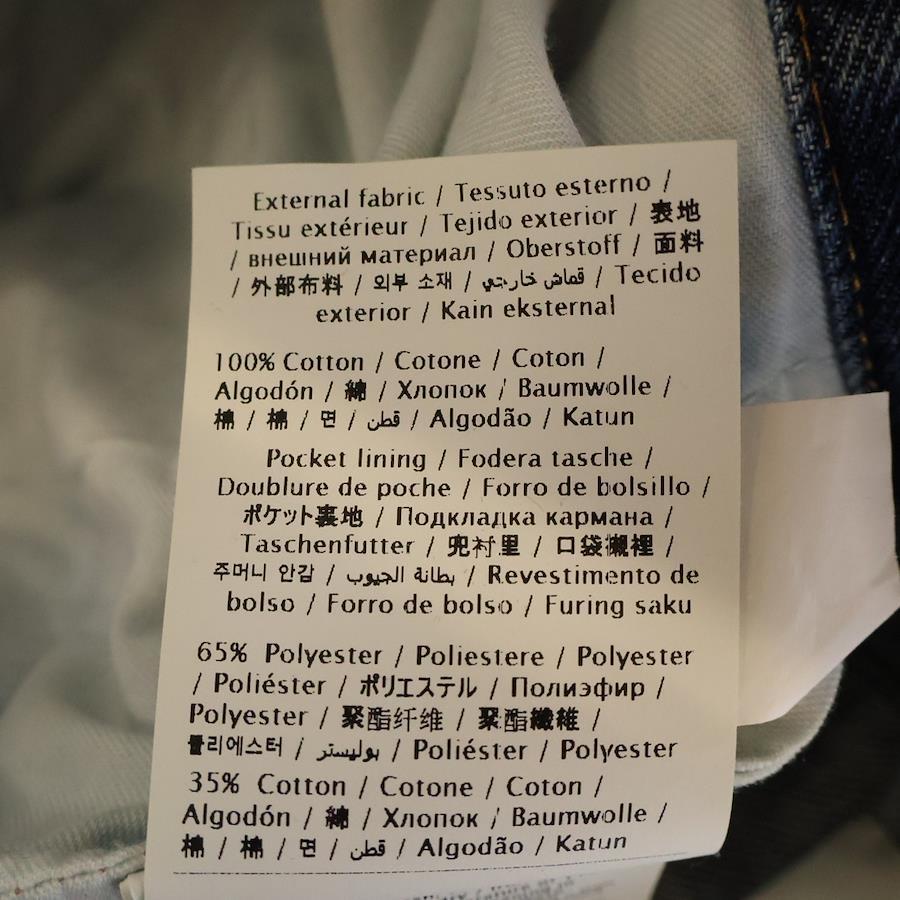 External fabric / Tessuto esterno /
Tissu extérieur / Tejido exterior / 表地
/ внешний материал / Oberstoff / 面料
/ 外部布料 / 외부 소재 / قماش خارجي / Tecido
exterior / Kain eksternal
100% Cotton / Cotone / Coton /
Algodón / 綿 / Хлопок / Baumwolle /
棉 / 棉 / 면 / قطن / Algodão / Katun
Pocket lining / Fodera tasche /
Doublure de poche / Forro de bolsillo /
ポケット裏地 / Подкладка кармана /
Taschenfutter / 兜衬里 / 口袋襯裡 /
주머니 안감 / بطانة الجيوب / Revestimento de
bolso / Forro de bolso / Furing saku
65% Polyester / Poliestere / Polyester
/ Poliéster / ポリエステル / Полиэфир /
Polyester / 聚酯纤维 / 聚酯纖維 /
폴리에스터 / بوليستر / Poliéster / Polyester
35% Cotton / Cotone / Coton /
Algodón / 綿 / Хлопок / Baumwolle /
棉 / 棉 / 면 / قطن / Algodão / Katun